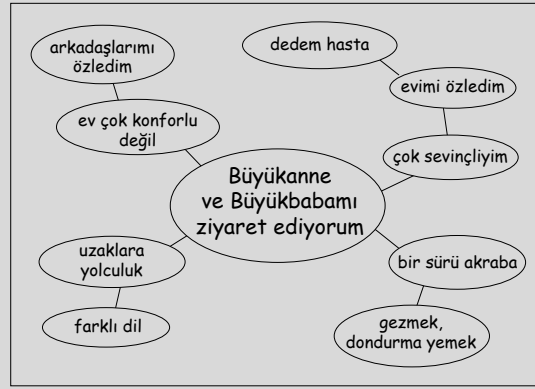 arkadaşlarımı
özledim
ev çok konforlu
değil
dedem hasta
evimi özledim
çok sevinçliyim
Büyükanne
ve Büyükbabamı
ziyaret ediyorum
uzaklara
yolculuk
farklı dil
bir sürü akraba
gezmek,
dondurma yemek